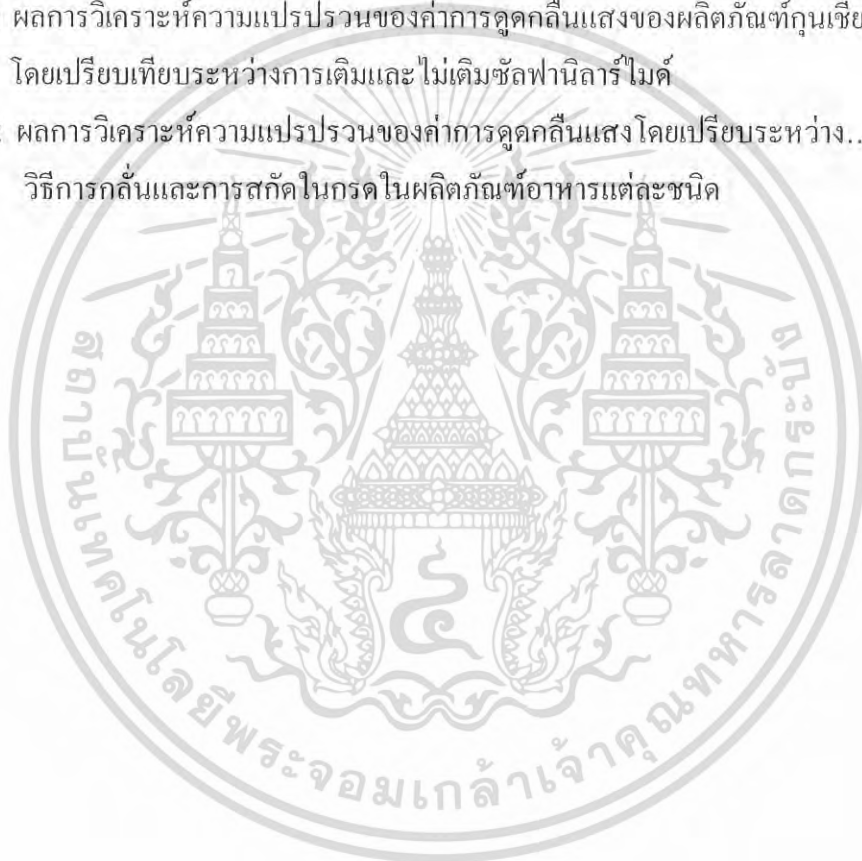 ผลการวิเคราะห์ความแปรปรวนของค่าการดูดกลืนแสงของผลิตภัณฑ์กุนเชีย
โดยเปรียบเทียบระหว่างการเติมและไม่เติมซัลฟานิลาร์ไมด์
ผลการวิเคราะห์ความแปรปรวนของค่าการดูดกลืนแสงโดยเปรียบระหว่าง..
วิธีการกลั่นและการสกัดในกรดในผลิตภัณฑ์อาหารแต่ละชนิด
สถาบันเทคโนโลยีพระจอมเกล้าเจ้าคุณทหารลาดกระบัง